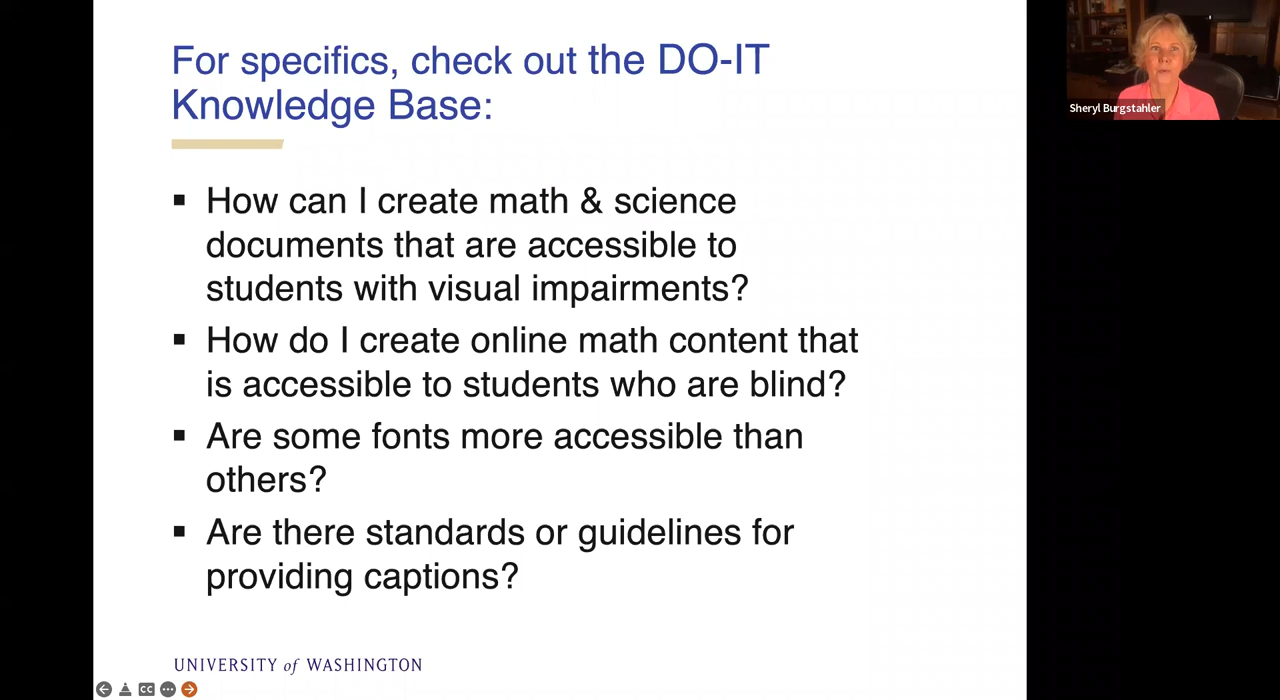 For specifics, check out the DO-IT
Knowledge Base:
▪ How can I create math & science
documents that are accessible to
students with visual impairments?
▪ How do I create online math content that
is accessible to students who are blind?
▪ Are some fonts more accessible than
others?
▪ Are there standards or guidelines for
providing captions?
UNIVERSITY of WASHINGTON
CC
Sheryl Burgstahler